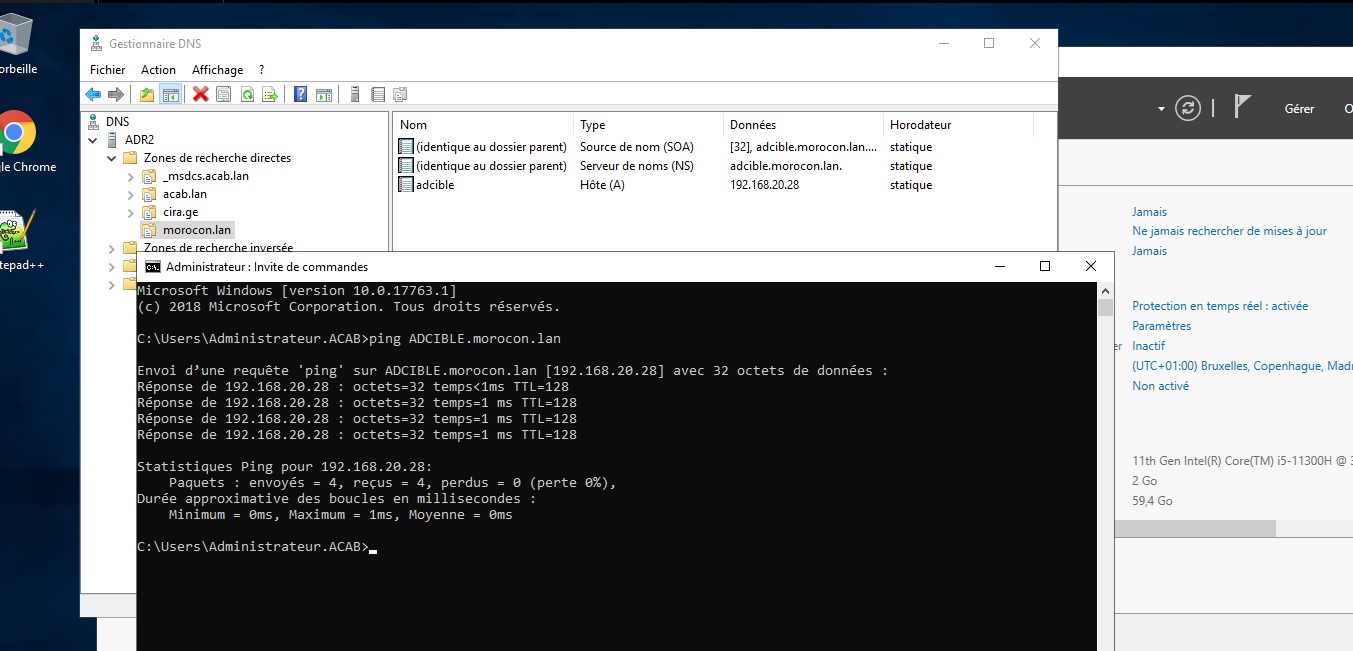 orbeille
le Chrome
tepad++
Gestionnaire DNS
Fichier Action Affichage ?
DNS
ADR2
Zones de recherche directes
_msdcs.acab.lan
acab.lan
cira.ge
morocon.lan
Zones de recherche inversée
Nom Type Données Horodateur
(identique au dossier parent) Source de nom (SOA) [32], adcible.morocon.lan.... statique
(identique au dossier parent) Serveur de noms (NS) adcible.morocon.lan. statique
adcible Hôte (A) 192.168.20.28 statique
Gérer O
Jamais
Ne jamais rechercher de mises à jour
Jamais
Protection en temps réel : activée
Paramètres
er Inactif
(UTC+01:00) Bruxelles, Copenhague, Mad
Non activé
11th Gen Intel(R) Core(TM) i5-11300H @ 3
2 Go
59,4 Go
Administrateur : Invite de commandes
Microsoft Windows [version 10.0.17763.1]
(c) 2018 Microsoft Corporation. Tous droits réservés.
C:\Users\Administrateur.ACAB>ping ADCIBLE.morocon.lan
Envoi d’une requête 'ping' sur ADCIBLE.morocon.lan [192.168.20.28] avec 32 octets de données :
Réponse de 192.168.20.28 : octets=32 temps<1ms TTL=128
Réponse de 192.168.20.28 : octets=32 temps=1 ms TTL=128
Réponse de 192.168.20.28 : octets=32 temps=1 ms TTL=128
Réponse de 192.168.20.28 : octets=32 temps=1 ms TTL=128
Statistiques Ping pour 192.168.20.28:
Paquets : envoyés = 4, reçus = 4, perdus = 0 (perte 0%),
Durée approximative des boucles en millisecondes :
Minimum = 0ms, Maximum = 1ms, Moyenne = 0ms
C:\Users\Administrateur.ACAB>